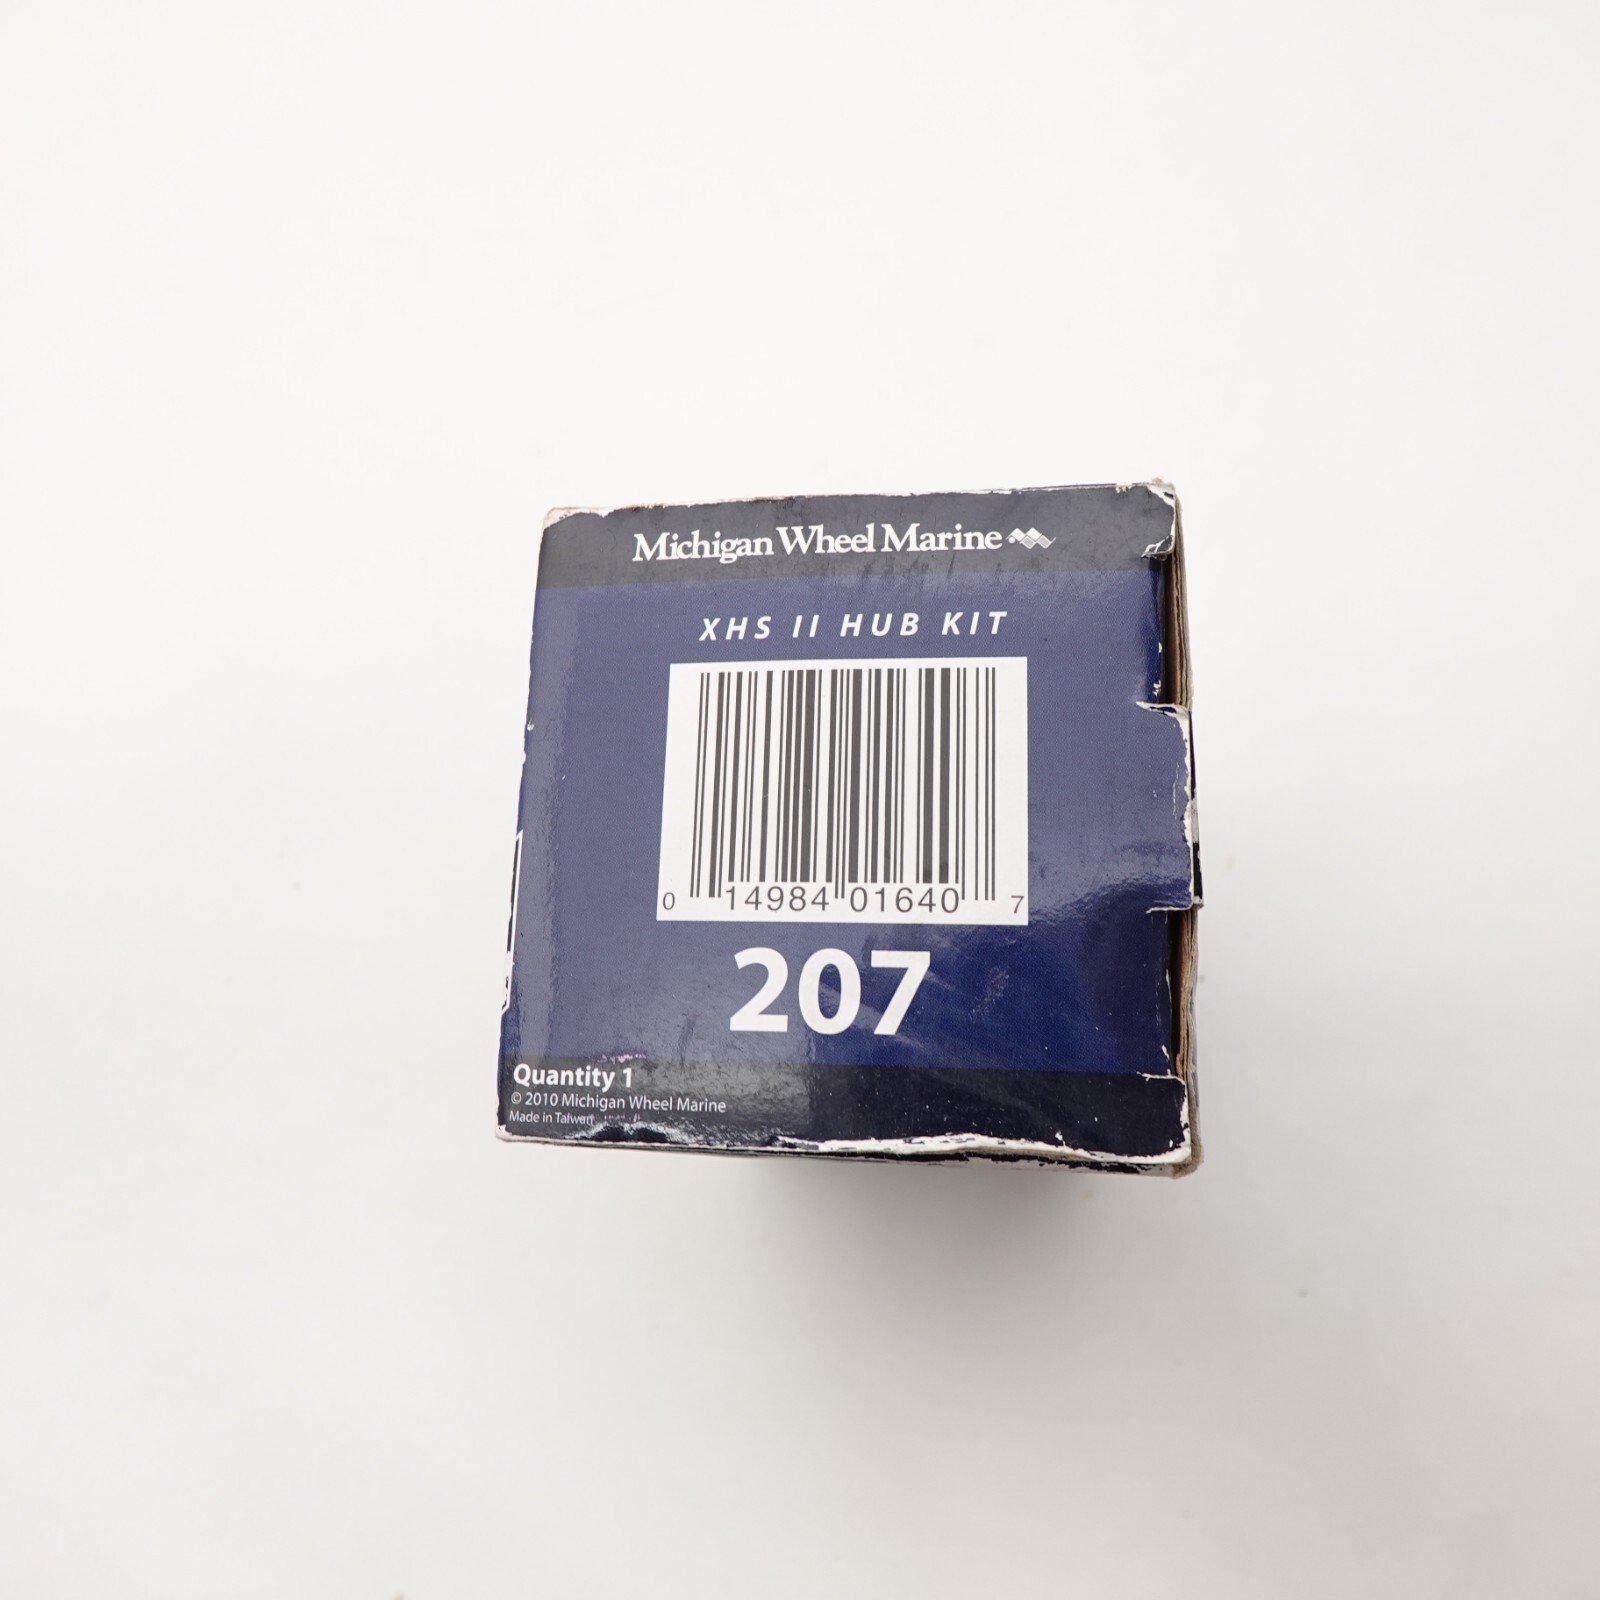 Michigan Wheel Marine
XHS II HUB KIT
0 14984 01640 7
207
Quantity 1
© 2010 Michigan Wheel Marine
Made in Taiwan